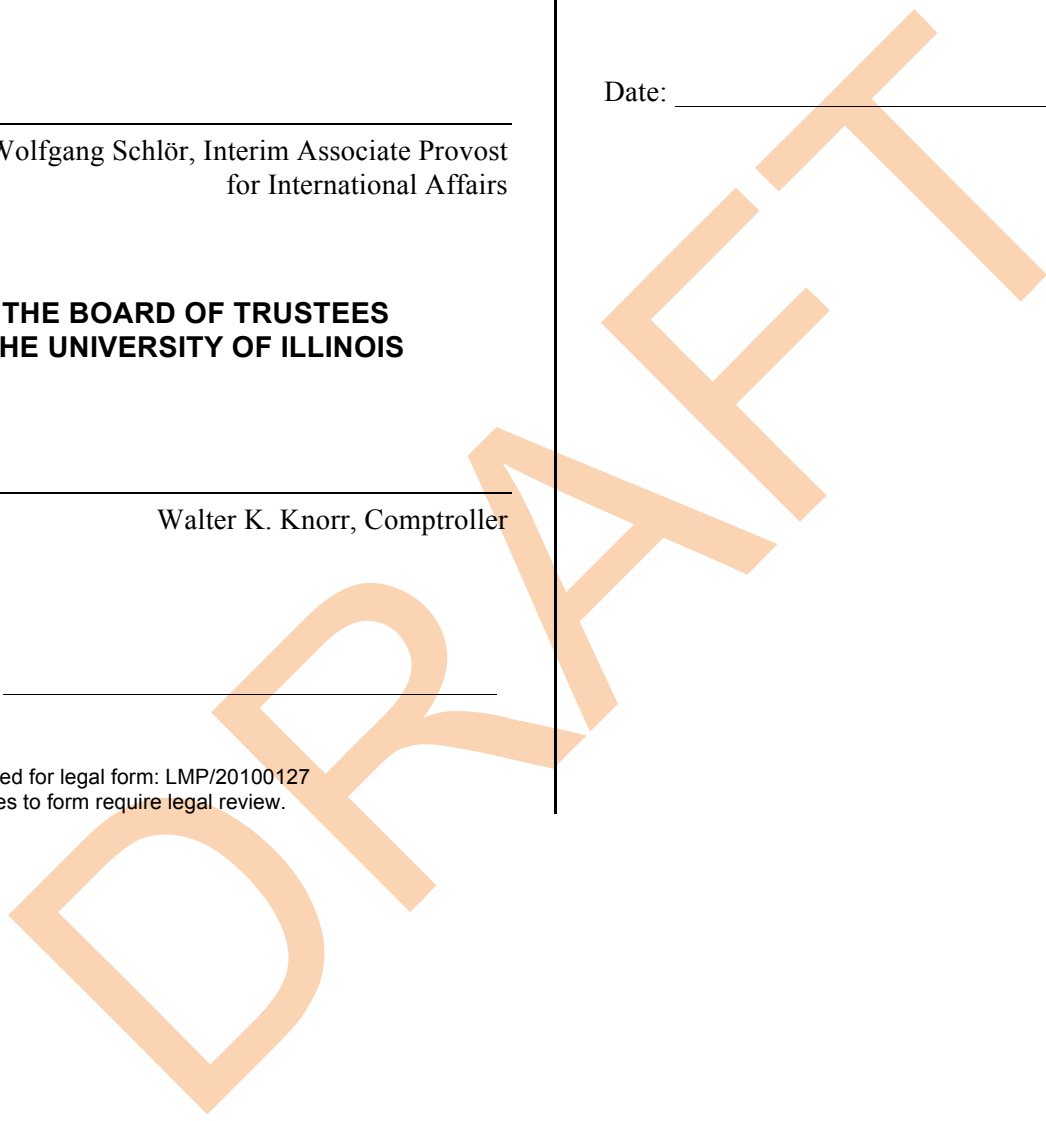 Wolfgang Schlör, Interim Associate Provost
for International Affairs
THE BOARD OF TRUSTEES
THE UNIVERSITY OF ILLINOIS
Walter K. Knorr, Comptroller
ed for legal form: LMP/20100127
es to form require legal review.
Date:
DRAFT